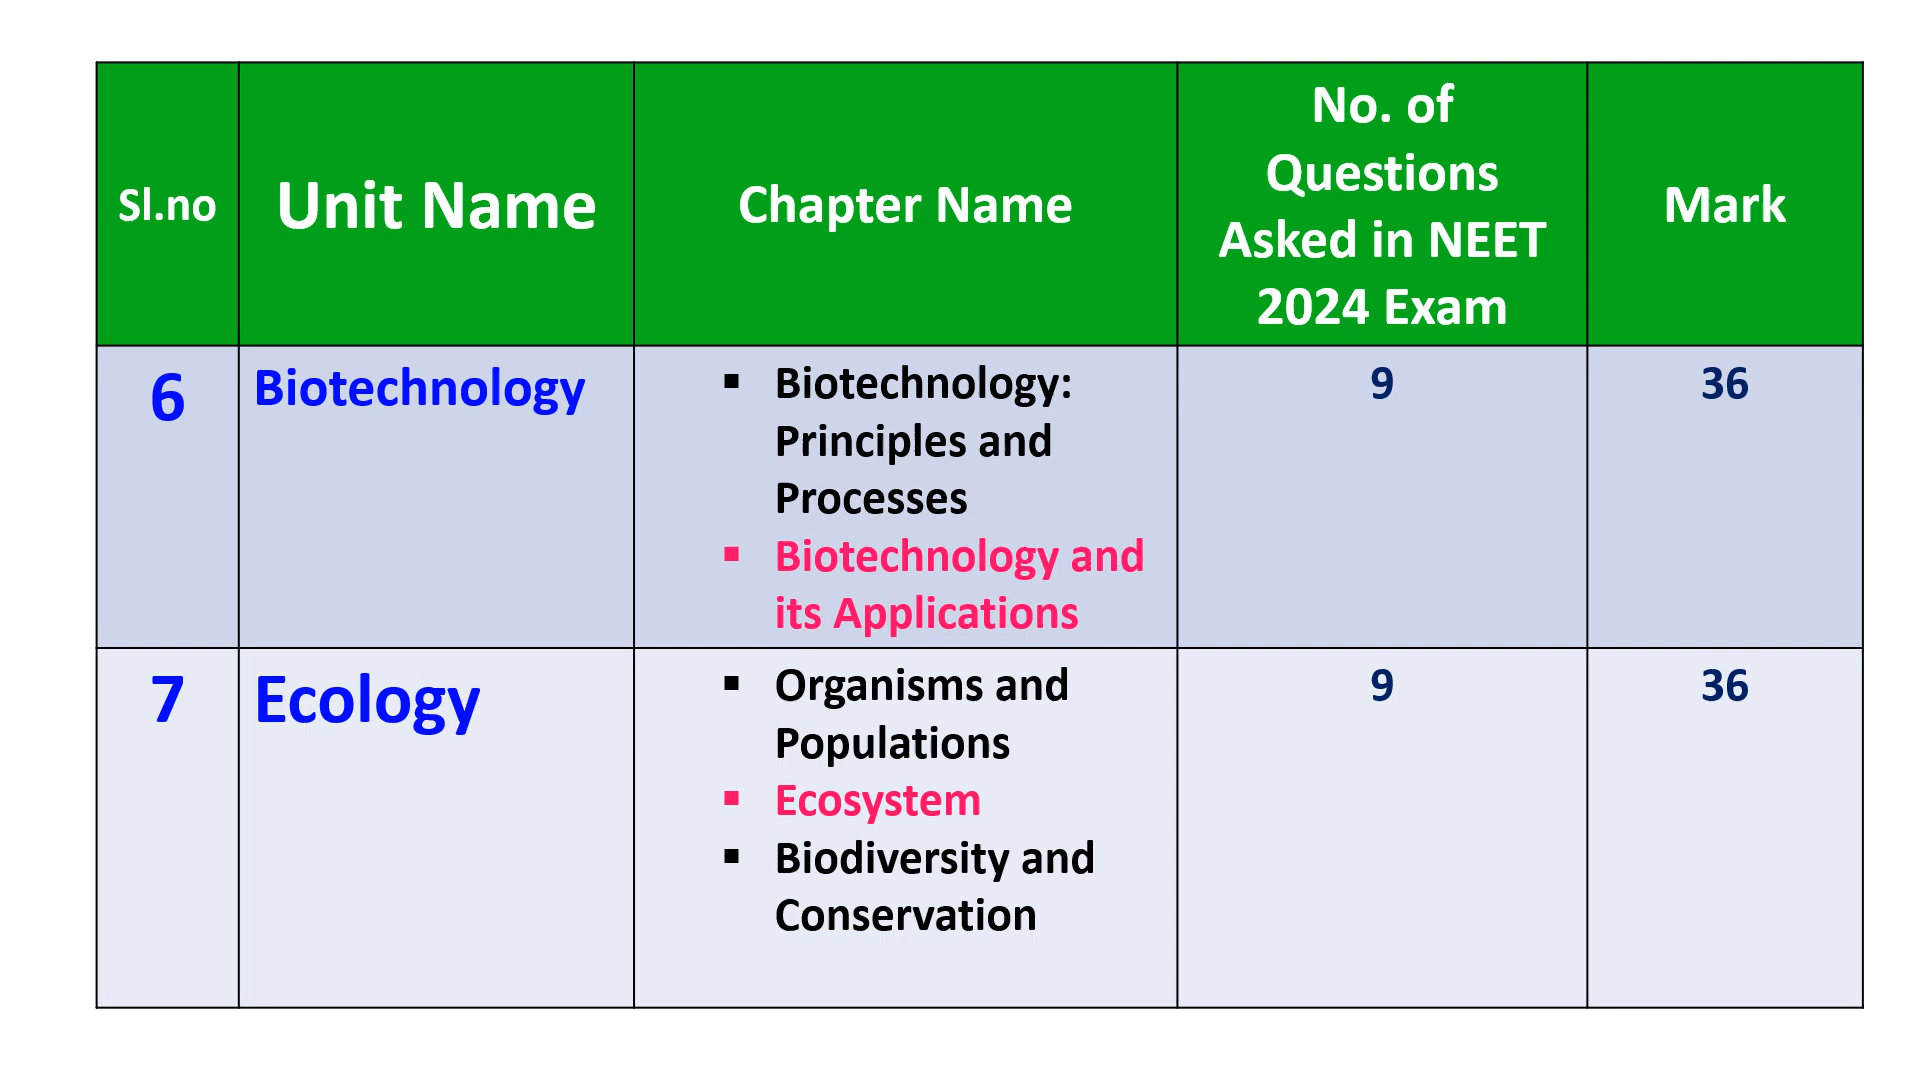 Sl.no
Unit Name
Chapter Name
No. of
Questions
Asked in NEET
2024 Exam
Mark
6
Biotechnology
▪ Biotechnology:
Principles and
Processes
▪ Biotechnology and
its Applications
9
36
7
Ecology
▪ Organisms and
Populations
▪ Ecosystem
▪ Biodiversity and
Conservation
9
36